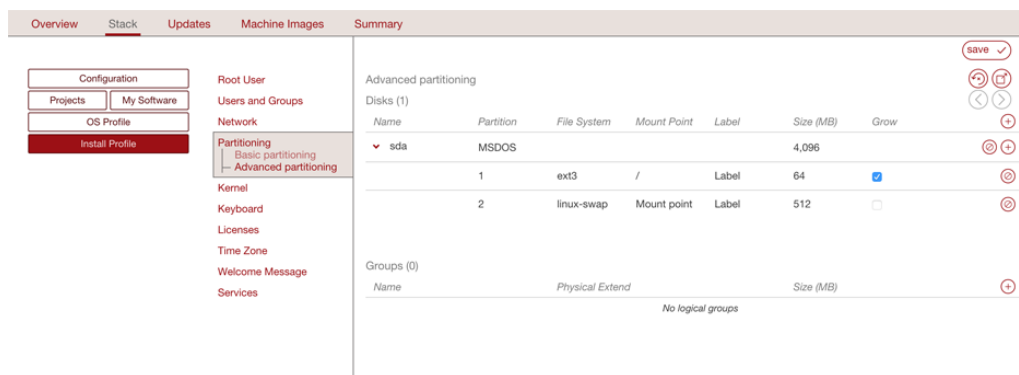 Overview Stack Updates Machine Images Summary
save
Configuration
Projects My Software
OS Profile
Install Profile
Root User
Users and Groups
Network
Partitioning
Basic partitioning
Advanced partitioning
Kernel
Keyboard
Licenses
Time Zone
Welcome Message
Services
Advanced partitioning
Disks (1)
Name Partition File System Mount Point Label Size (MB) Grow
sda MSDOS 4,096
1 ext3 / Label 64
2 linux-swap Mount point Label 512
Groups (0)
Name Physical Extend Size (MB)
No logical groups